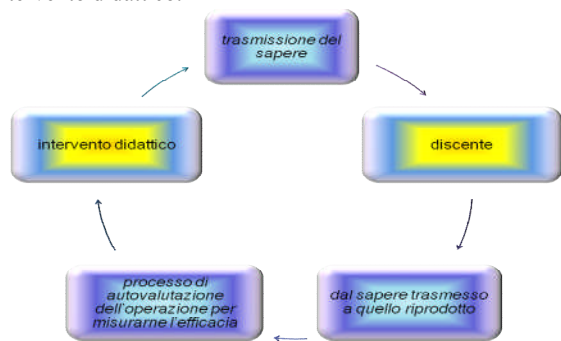 trasmissione del
sapere
intervento didattico
discente
processo di
autovalutazione
dell'operazione per
misurarne l'efficacia
dal sapere trasmesso
a quello riprodotto